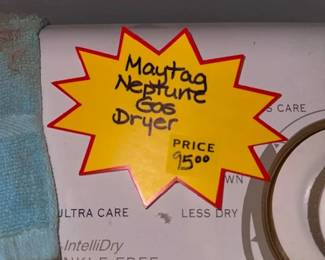 Maytag
Neptune
Gas
Dryer
PRICE
95.00
S CARE
WN
ULTRA CARE
LESS DRY
IntelliDry